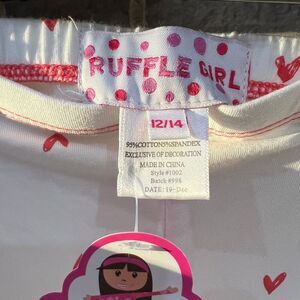 RUFFLE GIRL
12/14
95%COTTON5%SPANDEX
EXCLUSIVE OF DECORATION
MADE IN CHINA
Style #1002
Batch #998
DATE: 19-Dec